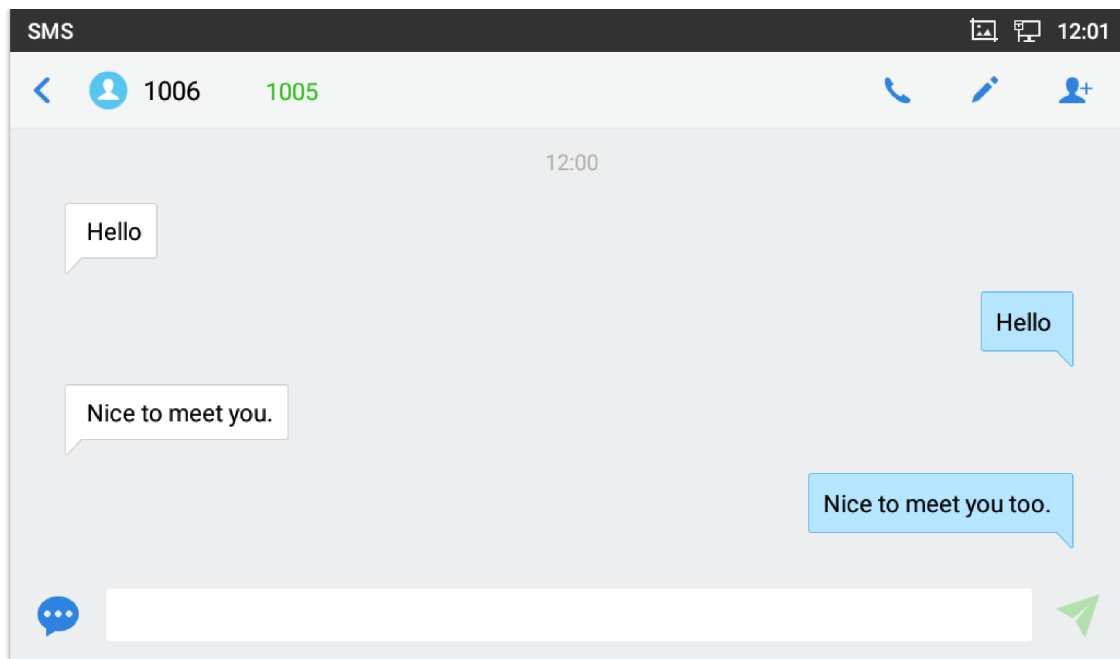 SMS 12:01
1006 1005
12:00
Hello
Hello
Nice to meet you.
Nice to meet you too.